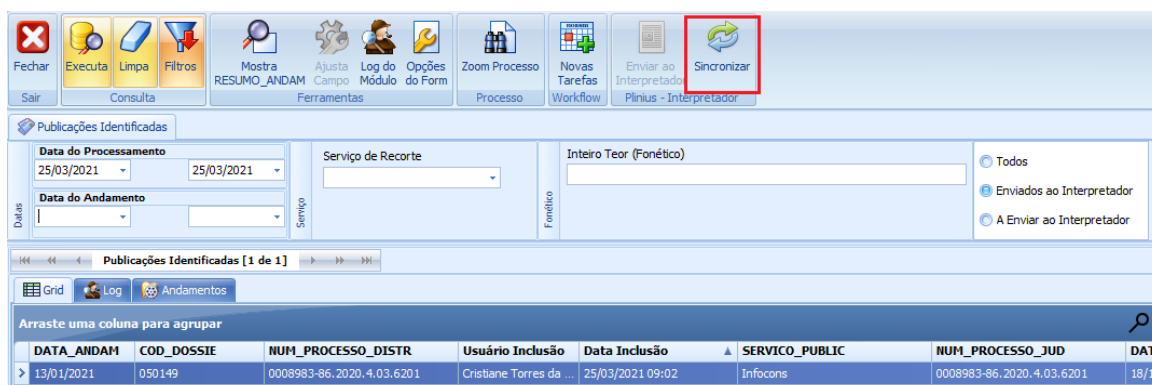 Fechar
Executa
Limpa
Filtros
Mostra
RESUMO_ANDAM
Ajusta
Campo
Log do
Módulo
Opções
do Form
Zoom Processo
Novas
Tarefas
Enviar ao
Interpretador
Sincronizar
Sair
Consulta
Ferramentas
Processo
Workflow
Plinius - Interpretador
Publicações Identificadas
Datas
Data do Processamento
25/03/2021 25/03/2021
Data do Andamento
Serviço
Serviço de Recorte
Fonético
Inteiro Teor (Fonético)
Todos
Enviados ao Interpretador
A Enviar ao Interpretador
Publicações Identificadas [1 de 1]
Grid Log Andamentos
Arraste uma coluna para agrupar
DATA_ANDAM COD_DOSSIE NUM_PROCESSO_DISTR Usuário Inclusão Data Inclusão SERVICO_PUBLIC NUM_PROCESSO_JUD DAT
13/01/2021 050149 0008983-86.2020.4.03.6201 Cristiane Torres da ... 25/03/2021 09:02 Infocons 0008983-86.2020.4.03.6201 18/1